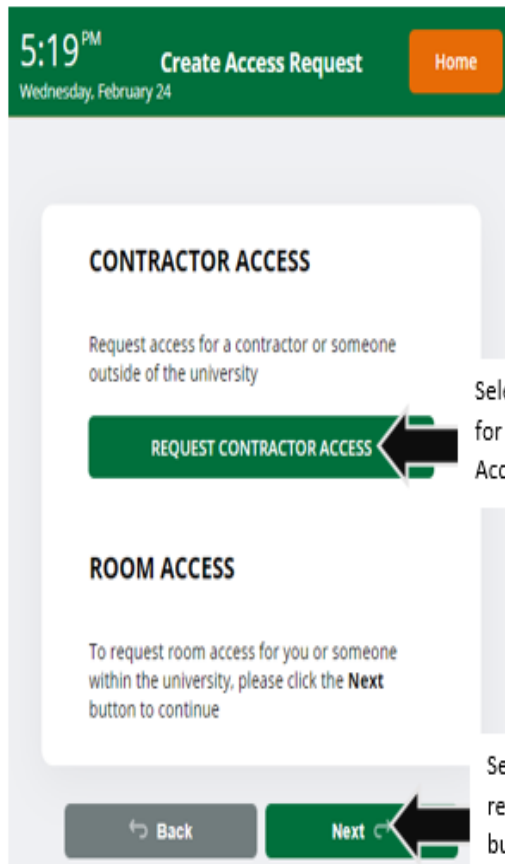 5:19 PM
Create Access Request
Home
Wednesday, February 24
CONTRACTOR ACCESS
Request access for a contractor or someone
outside of the university
REQUEST CONTRACTOR ACCESS
for
ROOM ACCESS
To request room access for you or someone
within the university, please click the Next
button to continue
Back
Next